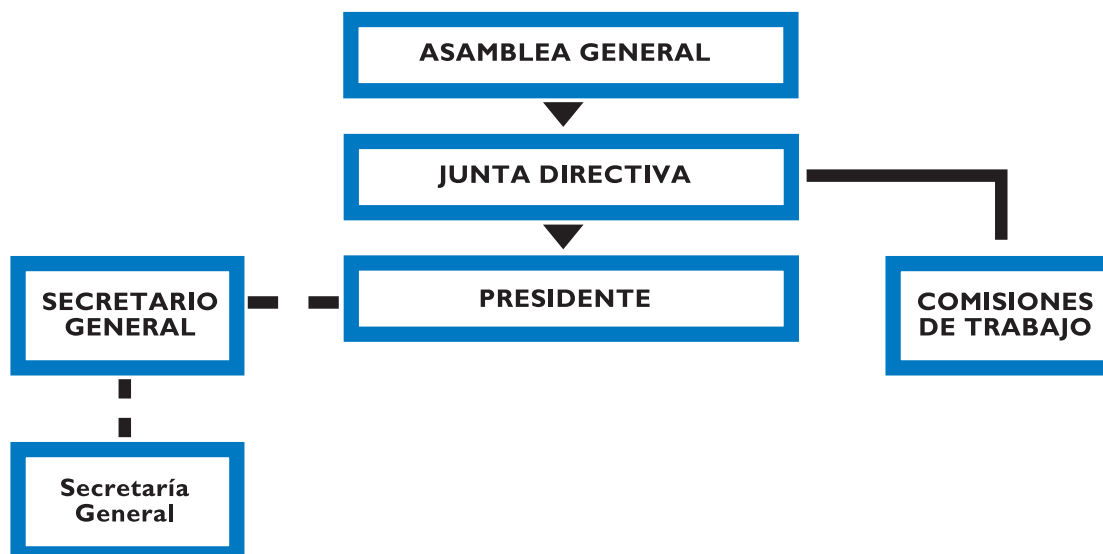 ASAMBLEA GENERAL
JUNTA DIRECTIVA
PRESIDENTE
SECRETARIO
GENERAL
COMISIONES
DE TRABAJO
Secretaría
General